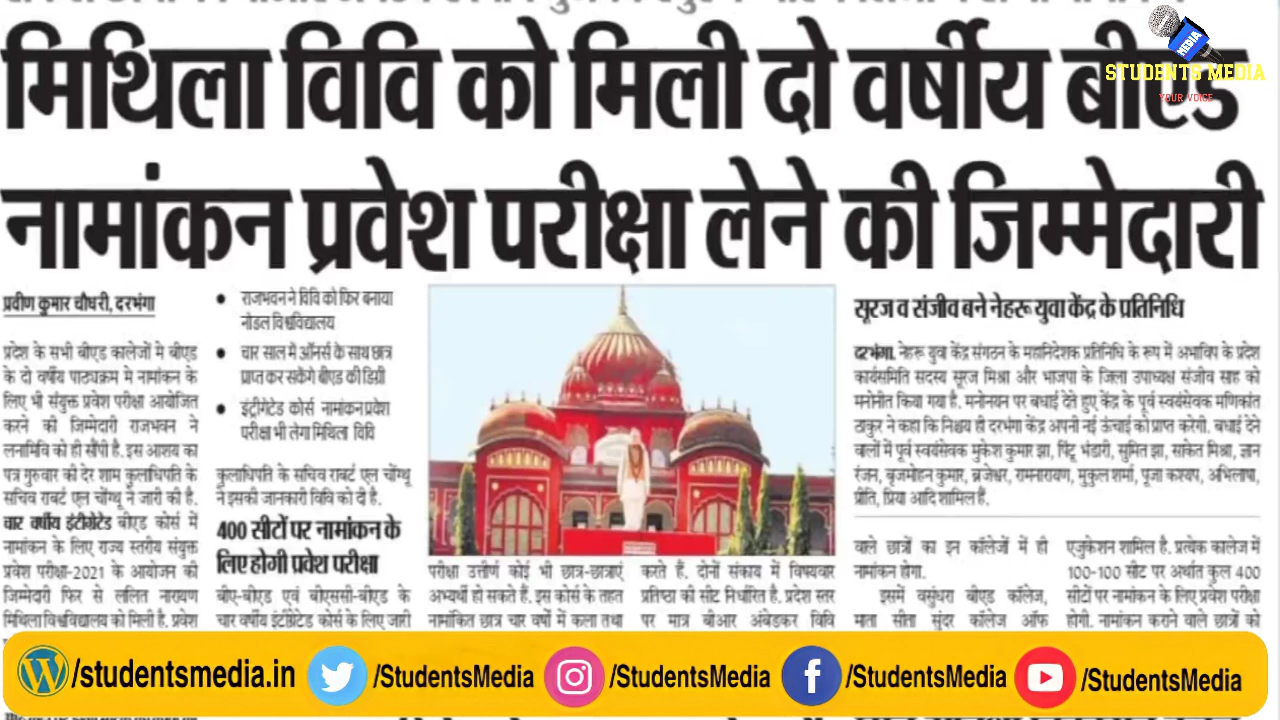 मिथिला विवि को मिली दो वर्षीय बीएड
नामांकन प्रवेश परीक्षा लेने की जिम्मेदारी
MEDIA
STUDENTS MEDIA
YOUR VOICE
प्रवीण कुमार चौधरी, दरभंगा
प्रदेश के सभी बीएड कालेजों मे बीएड
के दो वर्षीय पाठ्यक्रम मे नामांकन के
लिए भी संयुक्त प्रवेश परीक्षा आयोजित
करने की जिम्मेदारी राजभवन ने
लनामिवि को ही सौंपी है. इस आशय का
पत्र गुरुवार की देर शाम कुलाधिपति के
सचिव राबर्ट एल चोंग्थू ने जारी की है.
चार वर्षीय इंटीग्रेटेड बीएड कोर्स में
नामांकन के लिए राज्य स्तरीय संयुक्त
प्रवेश परीक्षा-2021 के आयोजन की
जिम्मेदारी फिर से ललित नारायण
मिथिला विश्वविद्यालय को मिली है. प्रवेश
• राजभवन ने विवि को फिर बनाया
नोडल विश्वविद्यालय
• चार साल में ऑनर्स के साथ छात्र
प्राप्त कर सकेंगे बीएड की डिग्री
• इंट्रीगेटेड कोर्स नामांकन प्रवेश
परीक्षा भी लेगा मिथिला विवि
कुलाधिपति के सचिव राबर्ट एल चोंग्थू
ने इसकी जानकारी विवि को दी है.
400 सीटों पर नामांकन के
लिए होगी प्रवेश परीक्षा
बीए-बीएड एवं बीएससी-बीएड के
चार वर्षीय इंटीग्रेटेड कोर्स के लिए जारी
परीक्षा उत्तीर्ण कोई भी छात्र-छात्राएं
अभ्यर्थी हो सकते हैं. इस कोर्स के तहत
नामांकित छात्र चार वर्षों में कला तथा
करते हैं. दोनों संकाय में विषयवार
प्रतिष्ठा की सीट निर्धारित है. प्रदेश स्तर
पर मात्र बीआर अंबेडकर विवि
सूरज व संजीव बने नेहरू युवा केंद्र के प्रतिनिधि
दरभंगा. नेहरू युवा केंद्र संगठन के महानिदेशक प्रतिनिधि के रूप में अभाविप के प्रदेश
कार्यसमिति सदस्य सूरज मिश्रा और भाजपा के जिला उपाध्यक्ष संजीव साह को
मनोनीत किया गया है. मनोनयन पर बधाई देते हुए केंद्र के पूर्व स्वयंसेवक मणिकांत
ठाकुर ने कहा कि निश्चय ही दरभंगा केंद्र अपनी नई ऊंचाई को प्राप्त करेगी. बधाई देने
वालों में पूर्व स्वयंसेवक मुकेश कुमार झा, पिंटू भंडारी, सुमित झा, साकेत मिश्रा, ज्ञान
रंजन, बृजमोहन कुमार, ब्रजेश्वर, रामनारायण, मुकुल शर्मा, पूजा कश्यप, अभिलाषा,
प्रीति, प्रिया आदि शामिल हैं.
वाले छात्रों का इन कॉलेजों में ही
नामांकन होगा.
इसमें वसुंधरा बीएड कॉलेज,
माता सीता सुंदर कॉलेज ऑफ
एजुकेशन शामिल है. प्रत्येक कालेज में
100-100 सीट पर अर्थात कुल 400
सीटों पर नामांकन के लिए प्रवेश परीक्षा
होगी. नामांकन कराने वाले छात्रों को
/studentsmedia.in /StudentsMedia /StudentsMedia /StudentsMedia /StudentsMedia